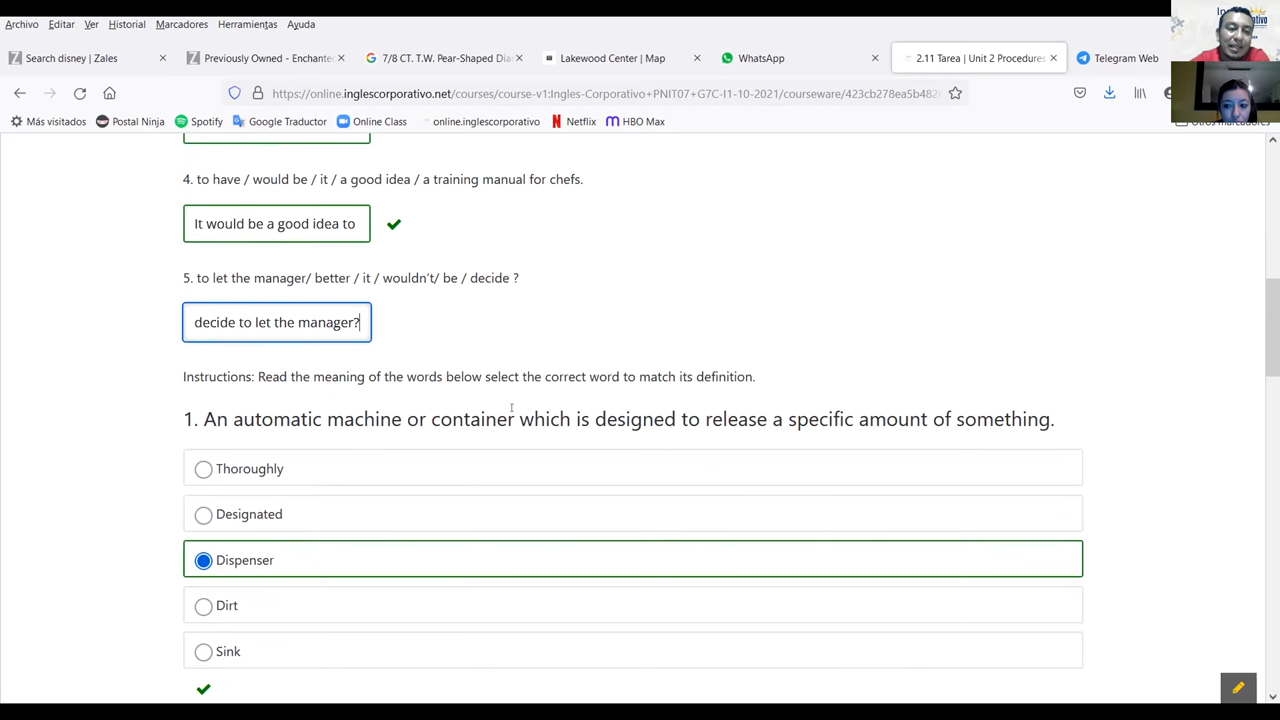 Archivo Editar Ver Historial Marcadores Herramientas Ayuda
Search disney | Zales
Previously Owned - Enchante
7/8 CT. T.W. Pear-Shaped Dia
Lakewood Center | Map
WhatsApp
2.11 Tarea | Unit 2 Procedures
Telegram Web
https://online.inglescorporativo.net/courses/course-v1:Ingles-Corporativo+PNIT07+G7C-I1-10-2021/courseware/423cb278ea5b482
Más visitados Postal Ninja Spotify Google Traductor Online Class online.inglescorporativo.net Netflix HBO Max
Otros marcadores
4. to have / would be / it / a good idea / a training manual for chefs.
It would be a good idea to
5. to let the manager/ better / it / wouldn´t/ be / decide ?
decide to let the manager?
Instructions: Read the meaning of the words below select the correct word to match its definition.
1. An automatic machine or container which is designed to release a specific amount of something.
Thoroughly
Designated
Dispenser
Dirt
Sink